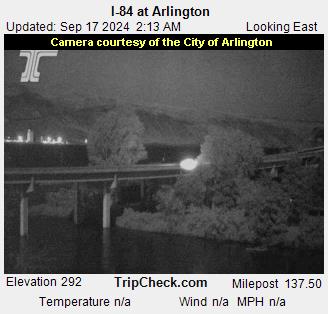 I-84 at Arlington
Updated: Sep 17 2024 2:13 AM Looking East
Camera courtesy of the City of Arlington
Elevation 292 TripCheck.com Milepost 137.50
Temperature n/a Wind n/a MPH n/a